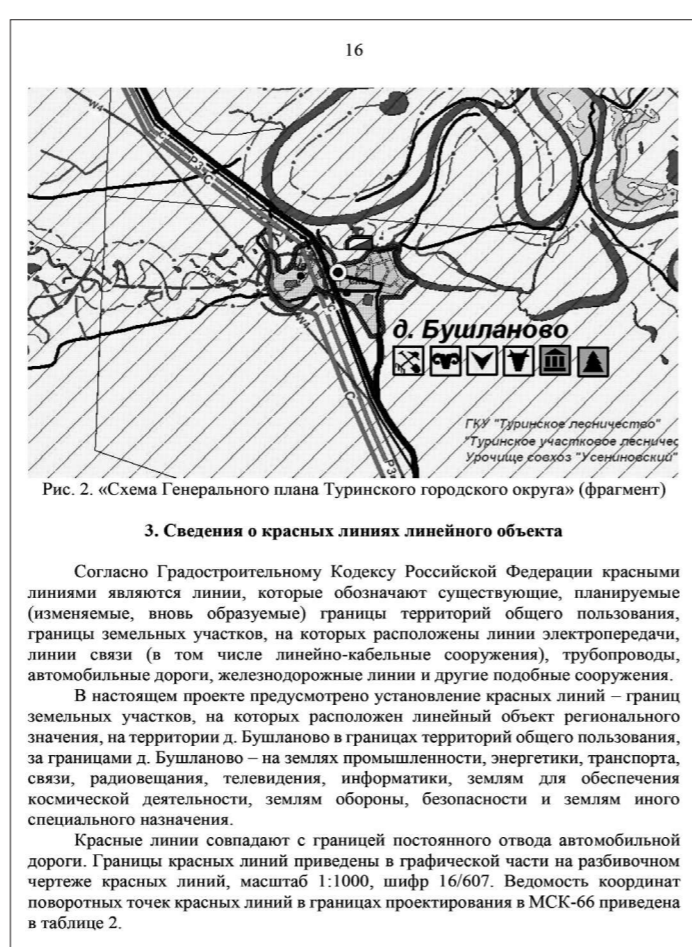 16
W4
С
РЗ
С
С
W4
С
РЗ
д. Бушланово
ГКУ "Туринское лесничество"
"Туринское участковое лесничес
Урочище совхоз "Усениновский"
Рис. 2. «Схема Генерального плана Туринского городского округа» (фрагмент)
3. Сведения о красных линиях линейного объекта
Согласно Градостроительному Кодексу Российской Федерации красными
линиями являются линии, которые обозначают существующие, планируемые
(изменяемые, вновь образуемые) границы территорий общего пользования,
границы земельных участков, на которых расположены линии электропередачи,
линии связи (в том числе линейно-кабельные сооружения), трубопроводы,
автомобильные дороги, железнодорожные линии и другие подобные сооружения.
В настоящем проекте предусмотрено установление красных линий – границ
земельных участков, на которых расположен линейный объект регионального
значения, на территории д. Бушланово в границах территорий общего пользования,
за границами д. Бушланово – на землях промышленности, энергетики, транспорта,
связи, радиовещания, телевидения, информатики, землям для обеспечения
космической деятельности, землям обороны, безопасности и землям иного
специального назначения.
Красные линии совпадают с границей постоянного отвода автомобильной
дороги. Границы красных линий приведены в графической части на разбивочном
чертеже красных линий, масштаб 1:1000, шифр 16/607. Ведомость координат
поворотных точек красных линий в границах проектирования в МСК-66 приведена
в таблице 2.